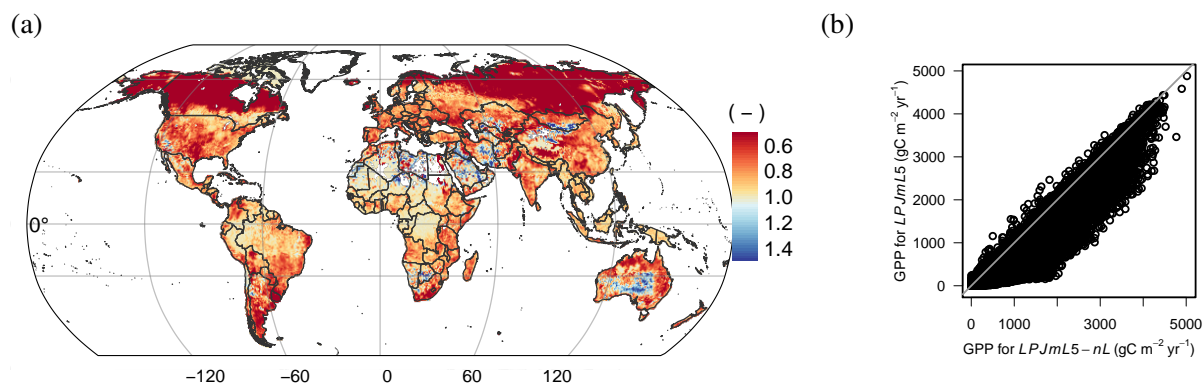 (a)
0°
−120 −60 0 60 120
( − )
0.6
0.8
1.0
1.2
1.4
(b)
GPP for LPJmL5 (gC m⁻² yr⁻¹)
5000
4000
3000
2000
1000
0
0 1000 3000 5000
GPP for LPJmL5−nL (gC m⁻² yr⁻¹)